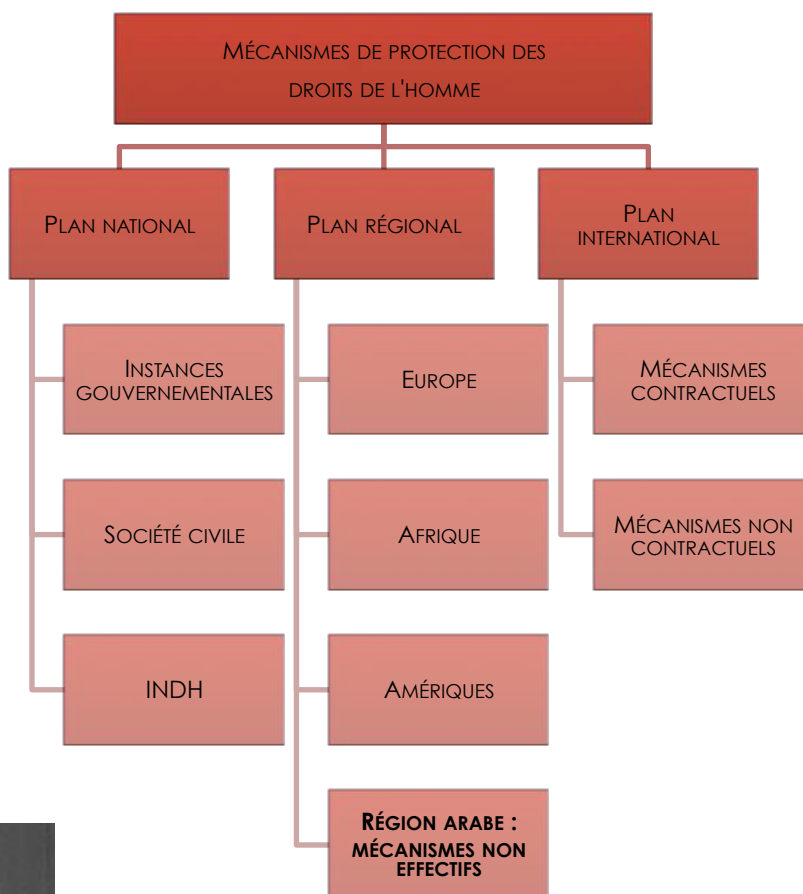 MÉCANISMES DE PROTECTION DES
DROITS DE L'HOMME
PLAN NATIONAL
PLAN RÉGIONAL
PLAN
INTERNATIONAL
INSTANCES
GOUVERNEMENTALES
EUROPE
MÉCANISMES
CONTRACTUELS
SOCIÉTÉ CIVILE
AFRIQUE
MÉCANISMES NON
CONTRACTUELS
INDH
AMÉRIQUES
RÉGION ARABE :
MÉCANISMES NON
EFFECTIFS